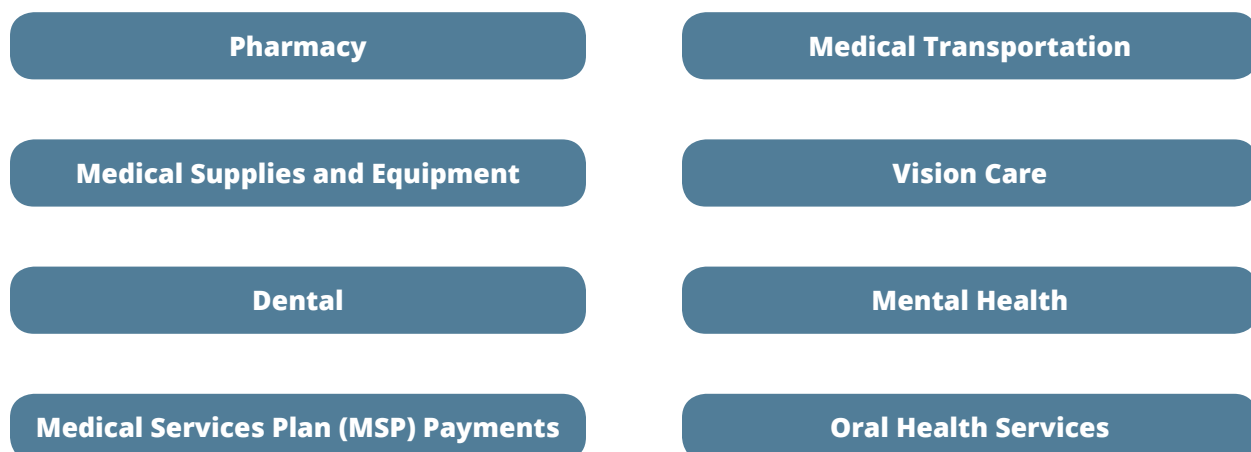 Pharmacy
Medical Transportation
Medical Supplies and Equipment
Vision Care
Dental
Mental Health
Medical Services Plan (MSP) Payments
Oral Health Services